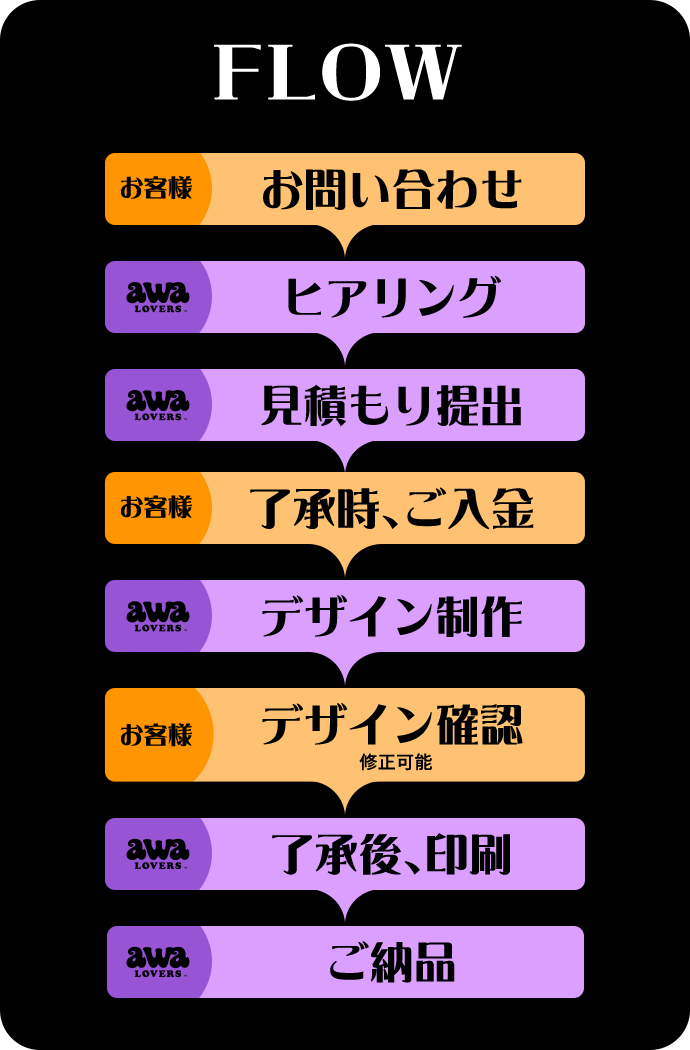 FLOW
お客様
お問い合わせ
awa
LOVERS
ヒアリング
awa
LOVERS
見積もり提出
お客様
了承時、ご入金
awa
LOVERS
デザイン制作
お客様
デザイン確認
修正可能
awa
LOVERS
了承後、印刷
awa
LOVERS
ご納品